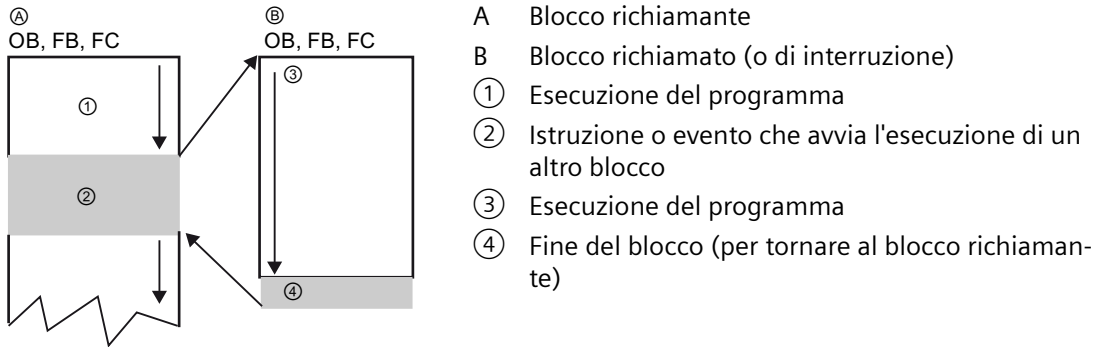 Ⓐ
OB, FB, FC
①
②
Ⓑ
OB, FB, FC
③
④
A Blocco richiamante
B Blocco richiamato (o di interruzione)
① Esecuzione del programma
② Istruzione o evento che avvia l'esecuzione di un
altro blocco
③ Esecuzione del programma
④ Fine del blocco (per tornare al blocco richiaman-
te)